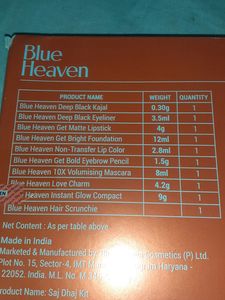 Blue
Heaven
PRODUCT NAME WEIGHT QUANTITY
Blue Heaven Deep Black Kajal 0.30g 1
Blue Heaven Deep Black Eyeliner 3.5ml 1
Blue Heaven Get Matte Lipstick 4g 1
Blue Heaven Get Bright Foundation 12ml 1
Blue Heaven Non-Transfer Lip Color 2.8ml 1
Blue Heaven Get Bold Eyebrow Pencil 1.5g 1
Blue Heaven 10X Volumising Mascara 8ml 1
Blue Heaven Love Charm 4.2g 1
Heaven Instant Glow Compact 9g 1
Blue Heaven Hair Scrunchie 1
Net Content : As per table above.
Made in India
Marketed & Manufactured by Cosmetics (P) Ltd.
Plot No. 15, Sector-4, IMT Haryana -
22052. India. M.L. No.
Product Name: Saj Dhaj Kit